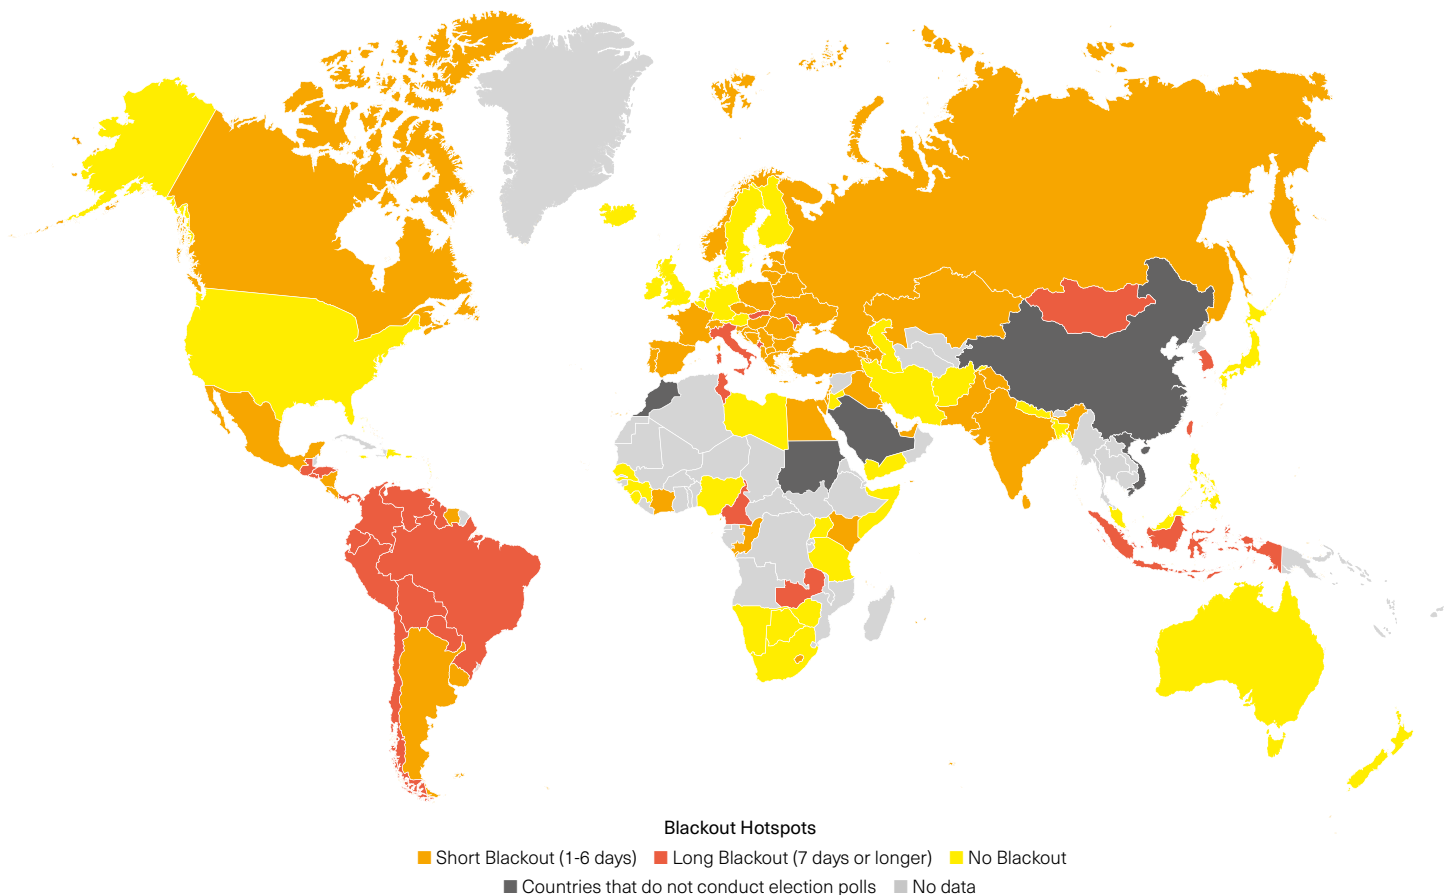 Blackout Hotspots
Short Blackout (1-6 days) Long Blackout (7 days or longer) No Blackout
Countries that do not conduct election polls No data